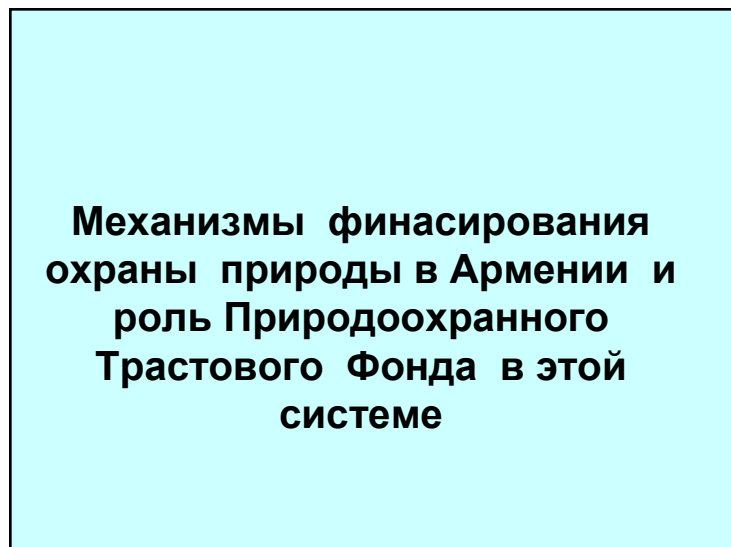 Механизмы финасирования
охраны природы в Армении и
роль Природоохранного
Трастового Фонда в этой
системе